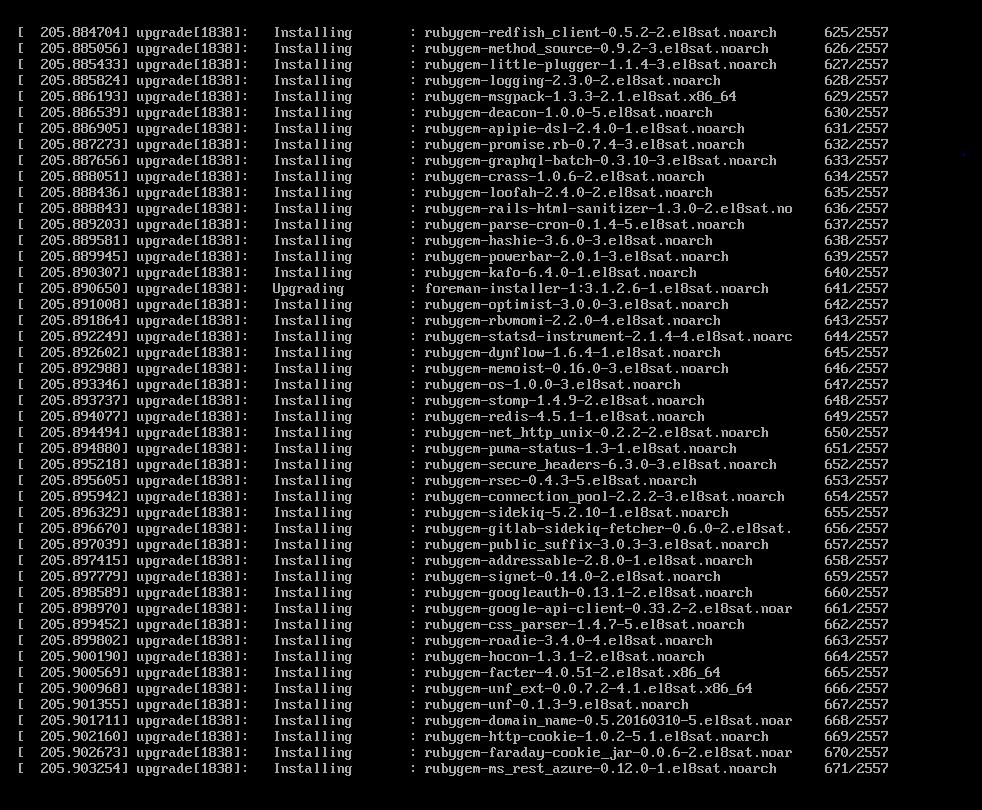 [  205.884704] upgrade[1838]:   Installing       : rubygem-redfish_client-0.5.2-2.el8sat.noarch      625/2557
[  205.885056] upgrade[1838]:   Installing       : rubygem-method_source-0.9.2-3.el8sat.noarch       626/2557
[  205.885433] upgrade[1838]:   Installing       : rubygem-little-plugger-1.1.4-3.el8sat.noarch      627/2557
[  205.885824] upgrade[1838]:   Installing       : rubygem-logging-2.3.0-2.el8sat.noarch             628/2557
[  205.886193] upgrade[1838]:   Installing       : rubygem-msgpack-1.3.3-2.1.el8sat.x86_64           629/2557
[  205.886539] upgrade[1838]:   Installing       : rubygem-deacon-1.0.0-5.el8sat.noarch              630/2557
[  205.886905] upgrade[1838]:   Installing       : rubygem-apipie-dsl-2.4.0-1.el8sat.noarch          631/2557
[  205.887273] upgrade[1838]:   Installing       : rubygem-promise.rb-0.7.4-3.el8sat.noarch          632/2557
[  205.887656] upgrade[1838]:   Installing       : rubygem-graphql-batch-0.3.10-3.el8sat.noarch      633/2557
[  205.888051] upgrade[1838]:   Installing       : rubygem-crass-1.0.6-2.el8sat.noarch               634/2557
[  205.888436] upgrade[1838]:   Installing       : rubygem-loofah-2.4.0-2.el8sat.noarch              635/2557
[  205.888843] upgrade[1838]:   Installing       : rubygem-rails-html-sanitizer-1.3.0-2.el8sat.no    636/2557
[  205.889203] upgrade[1838]:   Installing       : rubygem-parse-cron-0.1.4-5.el8sat.noarch          637/2557
[  205.889581] upgrade[1838]:   Installing       : rubygem-hashie-3.6.0-3.el8sat.noarch              638/2557
[  205.889945] upgrade[1838]:   Installing       : rubygem-powerbar-2.0.1-3.el8sat.noarch            639/2557
[  205.890307] upgrade[1838]:   Installing       : rubygem-kafo-6.4.0-1.el8sat.noarch                640/2557
[  205.890650] upgrade[1838]:   Upgrading        : foreman-installer-1:3.1.2.6-1.el8sat.noarch       641/2557
[  205.891008] upgrade[1838]:   Installing       : rubygem-optimist-3.0.0-3.el8sat.noarch            642/2557
[  205.891864] upgrade[1838]:   Installing       : rubygem-rbvmomi-2.2.0-4.el8sat.noarch             643/2557
[  205.892249] upgrade[1838]:   Installing       : rubygem-statsd-instrument-2.1.4-4.el8sat.noarc    644/2557
[  205.892602] upgrade[1838]:   Installing       : rubygem-dynflow-1.6.4-1.el8sat.noarch             645/2557
[  205.892988] upgrade[1838]:   Installing       : rubygem-memoist-0.16.0-3.el8sat.noarch            646/2557
[  205.893346] upgrade[1838]:   Installing       : rubygem-os-1.0.0-3.el8sat.noarch                  647/2557
[  205.893737] upgrade[1838]:   Installing       : rubygem-stomp-1.4.9-2.el8sat.noarch               648/2557
[  205.894077] upgrade[1838]:   Installing       : rubygem-redis-4.5.1-1.el8sat.noarch               649/2557
[  205.894494] upgrade[1838]:   Installing       : rubygem-net_http_unix-0.2.2-2.el8sat.noarch       650/2557
[  205.894880] upgrade[1838]:   Installing       : rubygem-puma-status-1.3-1.el8sat.noarch           651/2557
[  205.895218] upgrade[1838]:   Installing       : rubygem-secure_headers-6.3.0-3.el8sat.noarch      652/2557
[  205.895605] upgrade[1838]:   Installing       : rubygem-rsec-0.4.3-5.el8sat.noarch                653/2557
[  205.895942] upgrade[1838]:   Installing       : rubygem-connection_pool-2.2.2-3.el8sat.noarch     654/2557
[  205.896329] upgrade[1838]:   Installing       : rubygem-sidekiq-5.2.10-1.el8sat.noarch            655/2557
[  205.896670] upgrade[1838]:   Installing       : rubygem-gitlab-sidekiq-fetcher-0.6.0-2.el8sat.    656/2557
[  205.897039] upgrade[1838]:   Installing       : rubygem-public_suffix-3.0.3-3.el8sat.noarch       657/2557
[  205.897415] upgrade[1838]:   Installing       : rubygem-addressable-2.8.0-1.el8sat.noarch         658/2557
[  205.897779] upgrade[1838]:   Installing       : rubygem-signet-0.14.0-2.el8sat.noarch             659/2557
[  205.898589] upgrade[1838]:   Installing       : rubygem-googleauth-0.13.1-2.el8sat.noarch         660/2557
[  205.898970] upgrade[1838]:   Installing       : rubygem-google-api-client-0.33.2-2.el8sat.noar    661/2557
[  205.899452] upgrade[1838]:   Installing       : rubygem-css_parser-1.4.7-5.el8sat.noarch          662/2557
[  205.899802] upgrade[1838]:   Installing       : rubygem-roadie-3.4.0-4.el8sat.noarch              663/2557
[  205.900190] upgrade[1838]:   Installing       : rubygem-hocon-1.3.1-2.el8sat.noarch               664/2557
[  205.900569] upgrade[1838]:   Installing       : rubygem-facter-4.0.51-2.el8sat.x86_64             665/2557
[  205.900968] upgrade[1838]:   Installing       : rubygem-unf_ext-0.0.7.2-4.1.el8sat.x86_64         666/2557
[  205.901355] upgrade[1838]:   Installing       : rubygem-unf-0.1.3-9.el8sat.noarch                 667/2557
[  205.901711] upgrade[1838]:   Installing       : rubygem-domain_name-0.5.20160310-5.el8sat.noar    668/2557
[  205.902160] upgrade[1838]:   Installing       : rubygem-http-cookie-1.0.2-5.1.el8sat.noarch       669/2557
[  205.902673] upgrade[1838]:   Installing       : rubygem-faraday-cookie_jar-0.0.6-2.el8sat.noar    670/2557
[  205.903254] upgrade[1838]:   Installing       : rubygem-ms_rest_azure-0.12.0-1.el8sat.noarch      671/2557